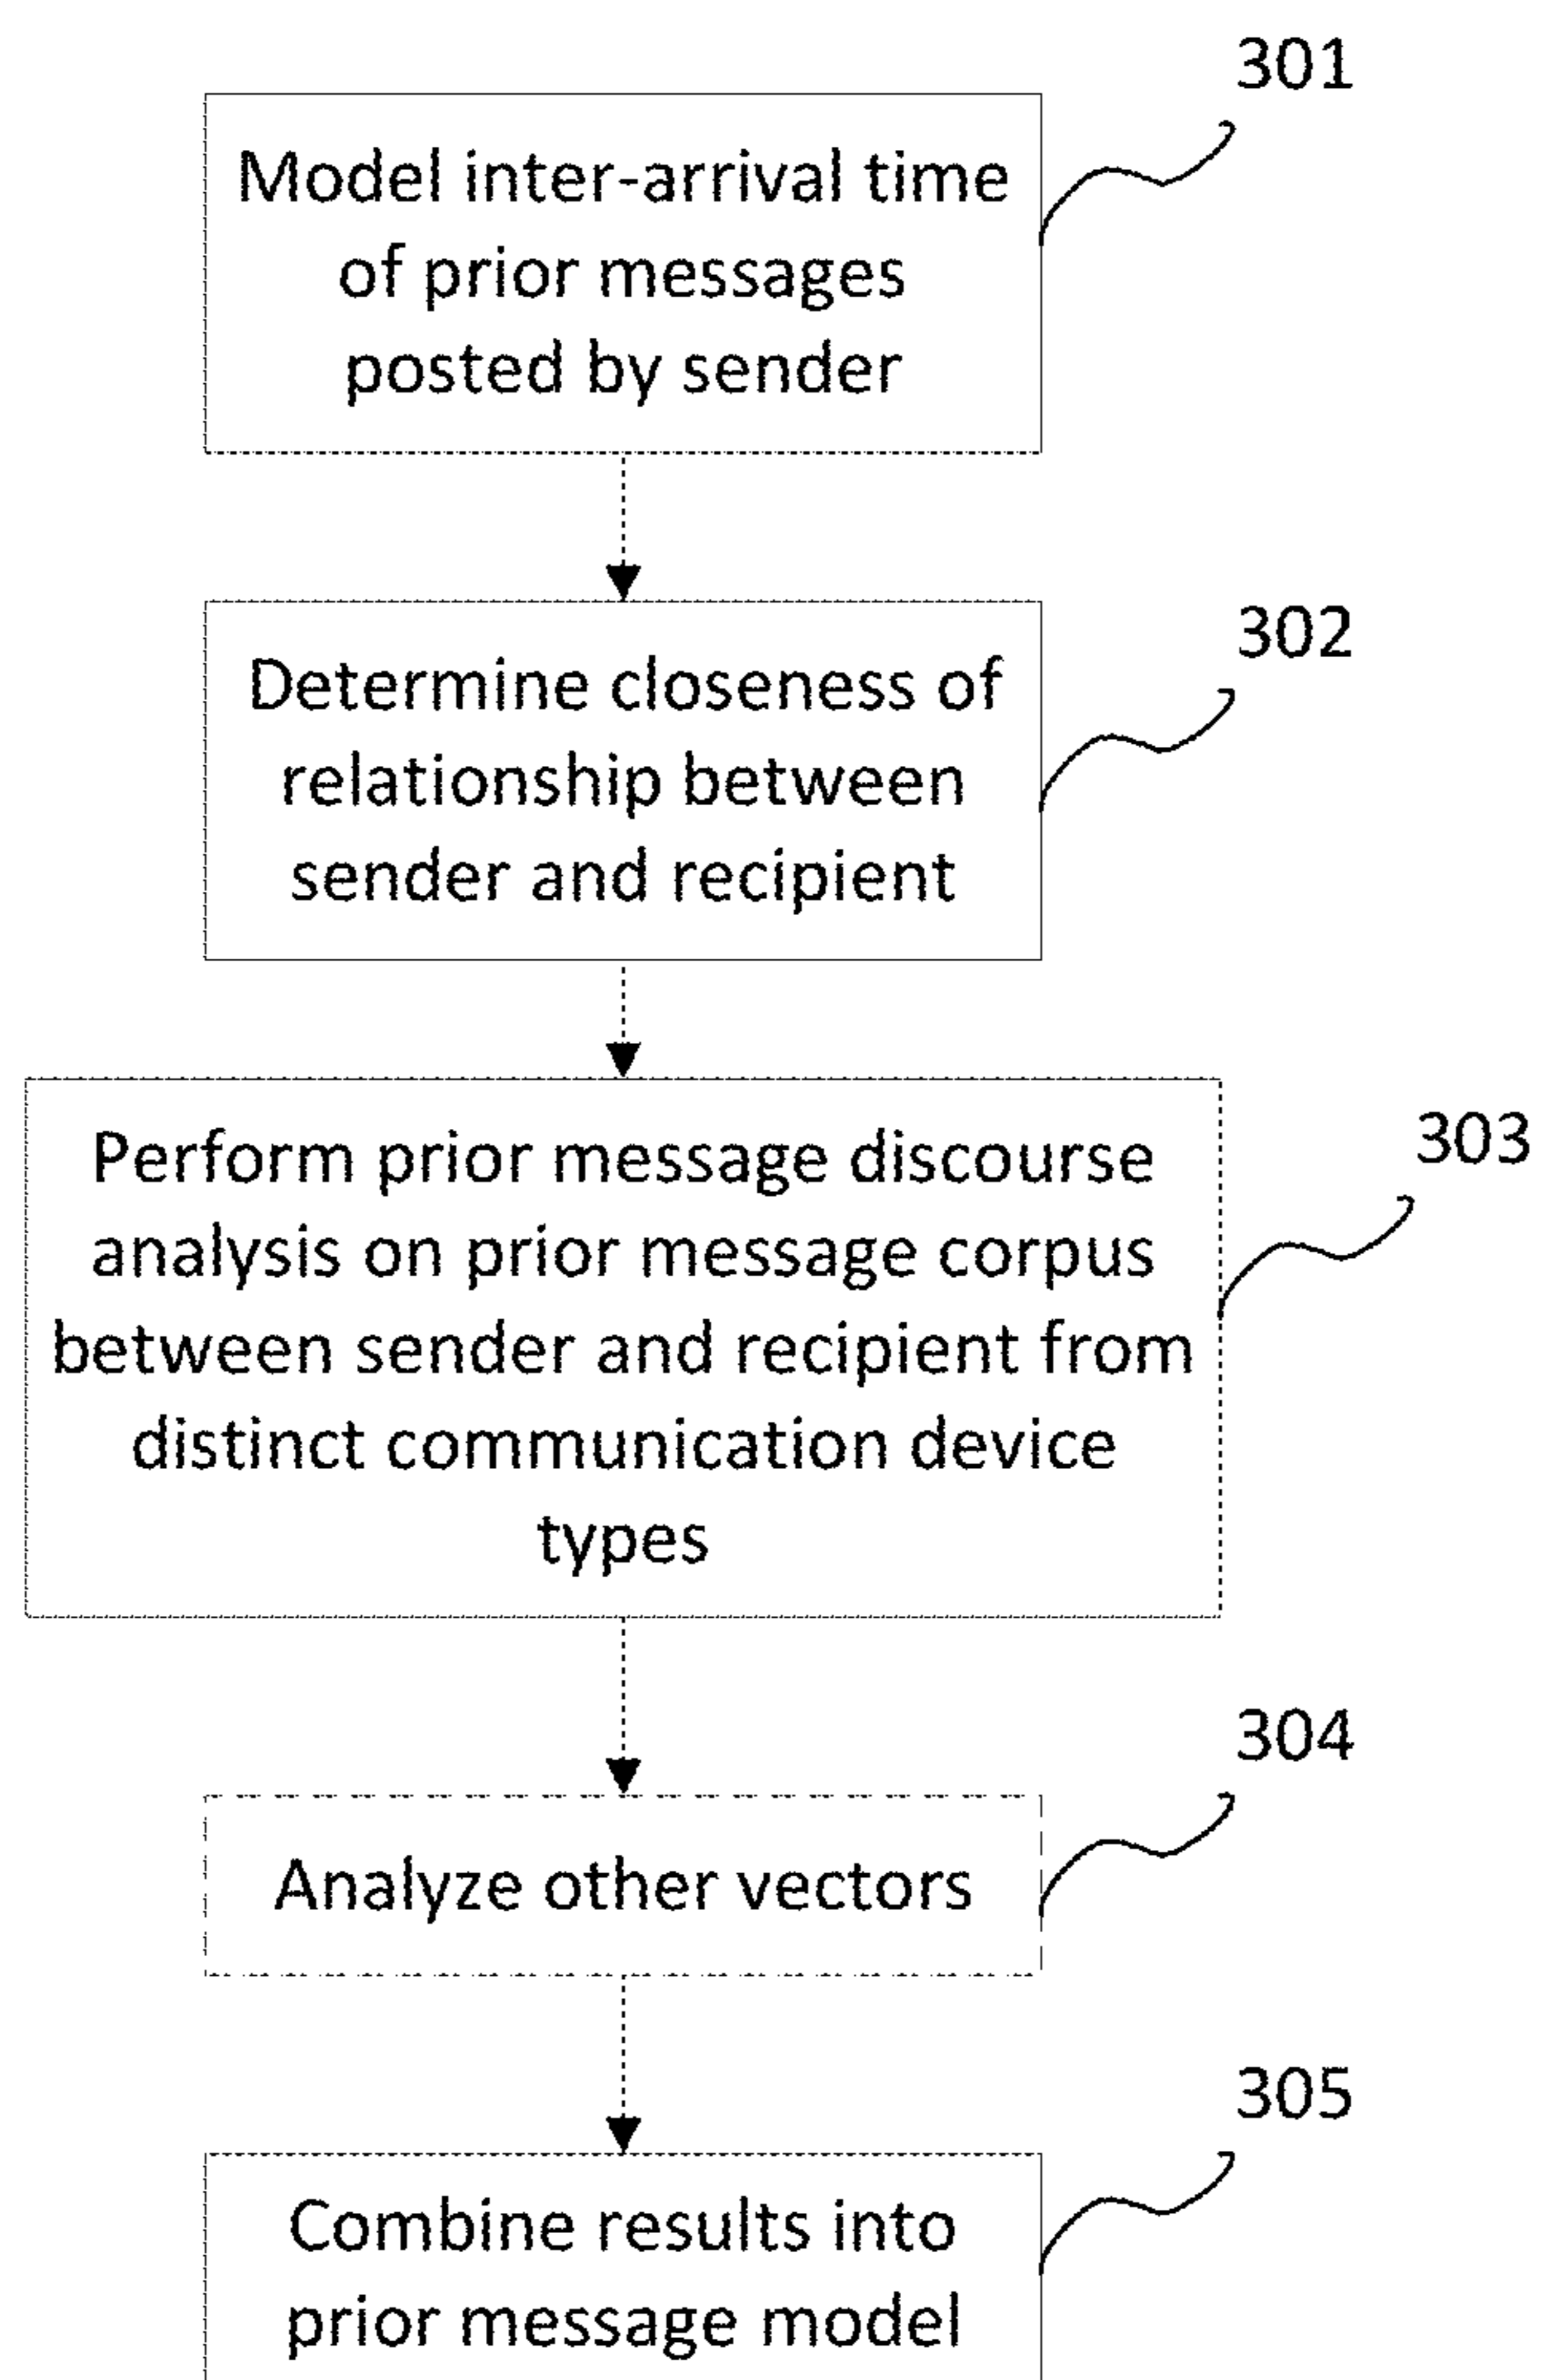 301
Model inter-arrival time
of prior messages
posted by sender
302
Determine closeness of
relationship between
sender and recipient
303
Perform prior message discourse
analysis on prior message corpus
between sender and recipient from
distinct communication device
types
304
Analyze other vectors
305
Combine results into
prior message model